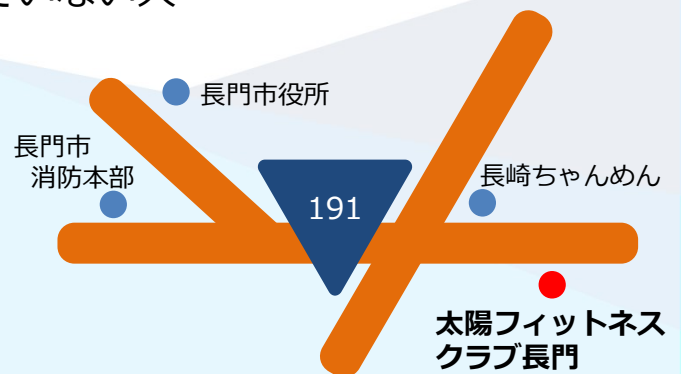 長門市役所
長門市
消防本部
191
長崎ちゃんめん
太陽フィットネス
クラブ長門